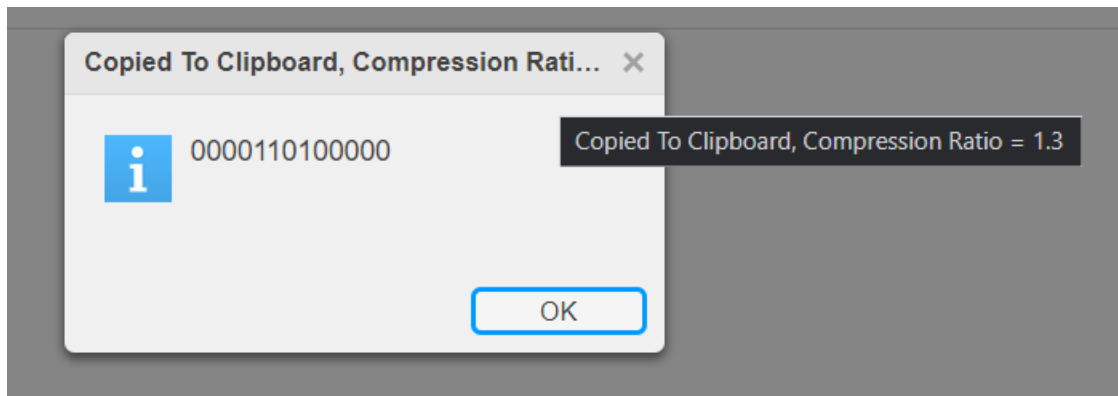 Copied To Clipboard, Compression Rati...
0000110100000
Copied To Clipboard, Compression Ratio = 1.3
OK